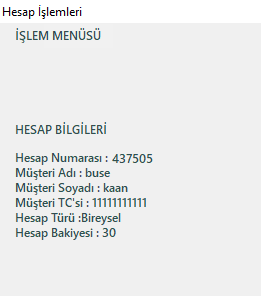 Hesap İşlemleri
İŞLEM MENÜSÜ
HESAP BİLGİLERİ
Hesap Numarası : 437505
Müşteri Adı : buse
Müşteri Soyadı : kaan
Müşteri TC'si : 11111111111
Hesap Türü :Bireysel
Hesap Bakiyesi : 30